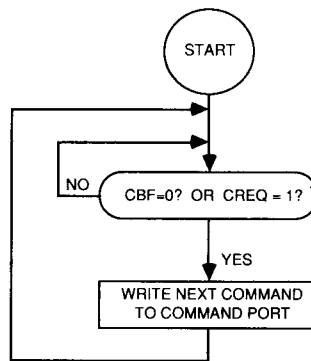 START
NO
CBF=0? OR CREQ = 1?
YES
WRITE NEXT COMMAND
TO COMMAND PORT